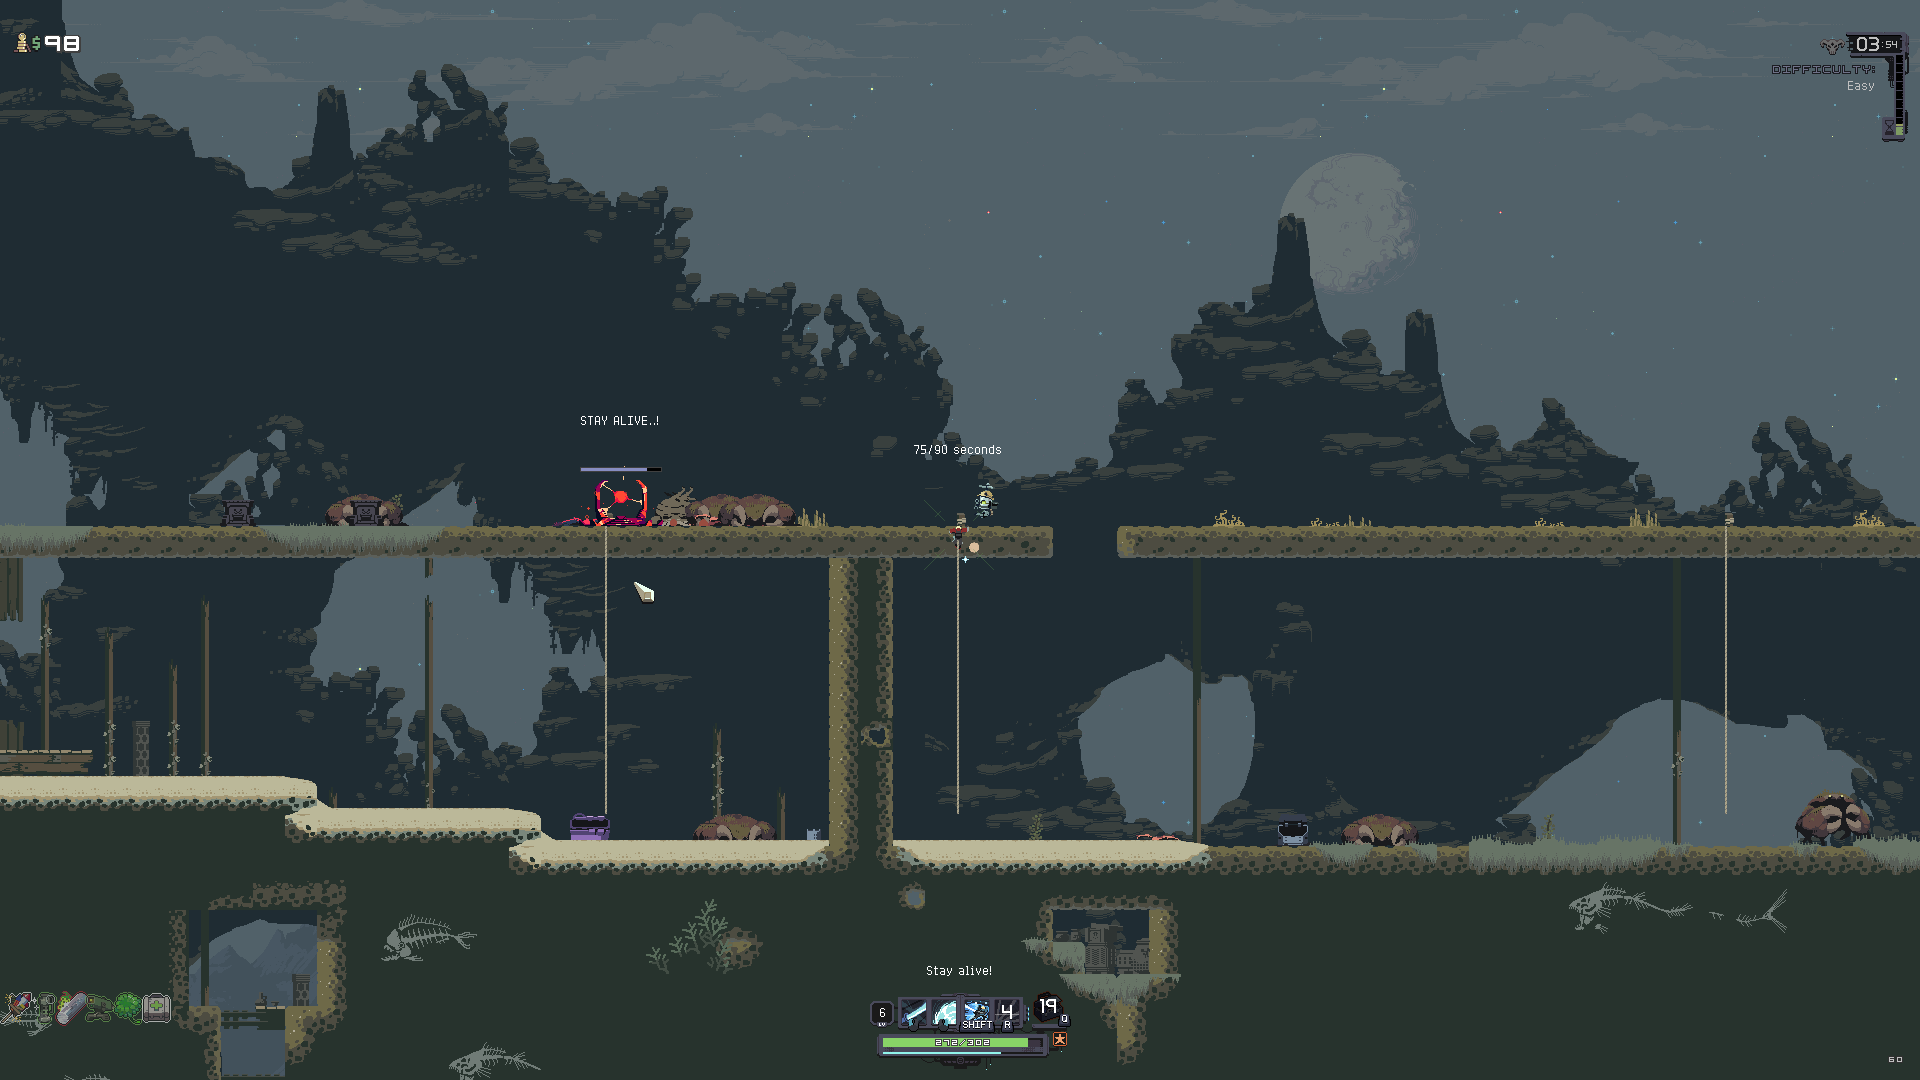 $98
03:54
DIFFICULTY:
Easy
STAY ALIVE..!
75/90 seconds
Stay alive!
6
LV
SHIFT
4
R
19
Q
272/302
60